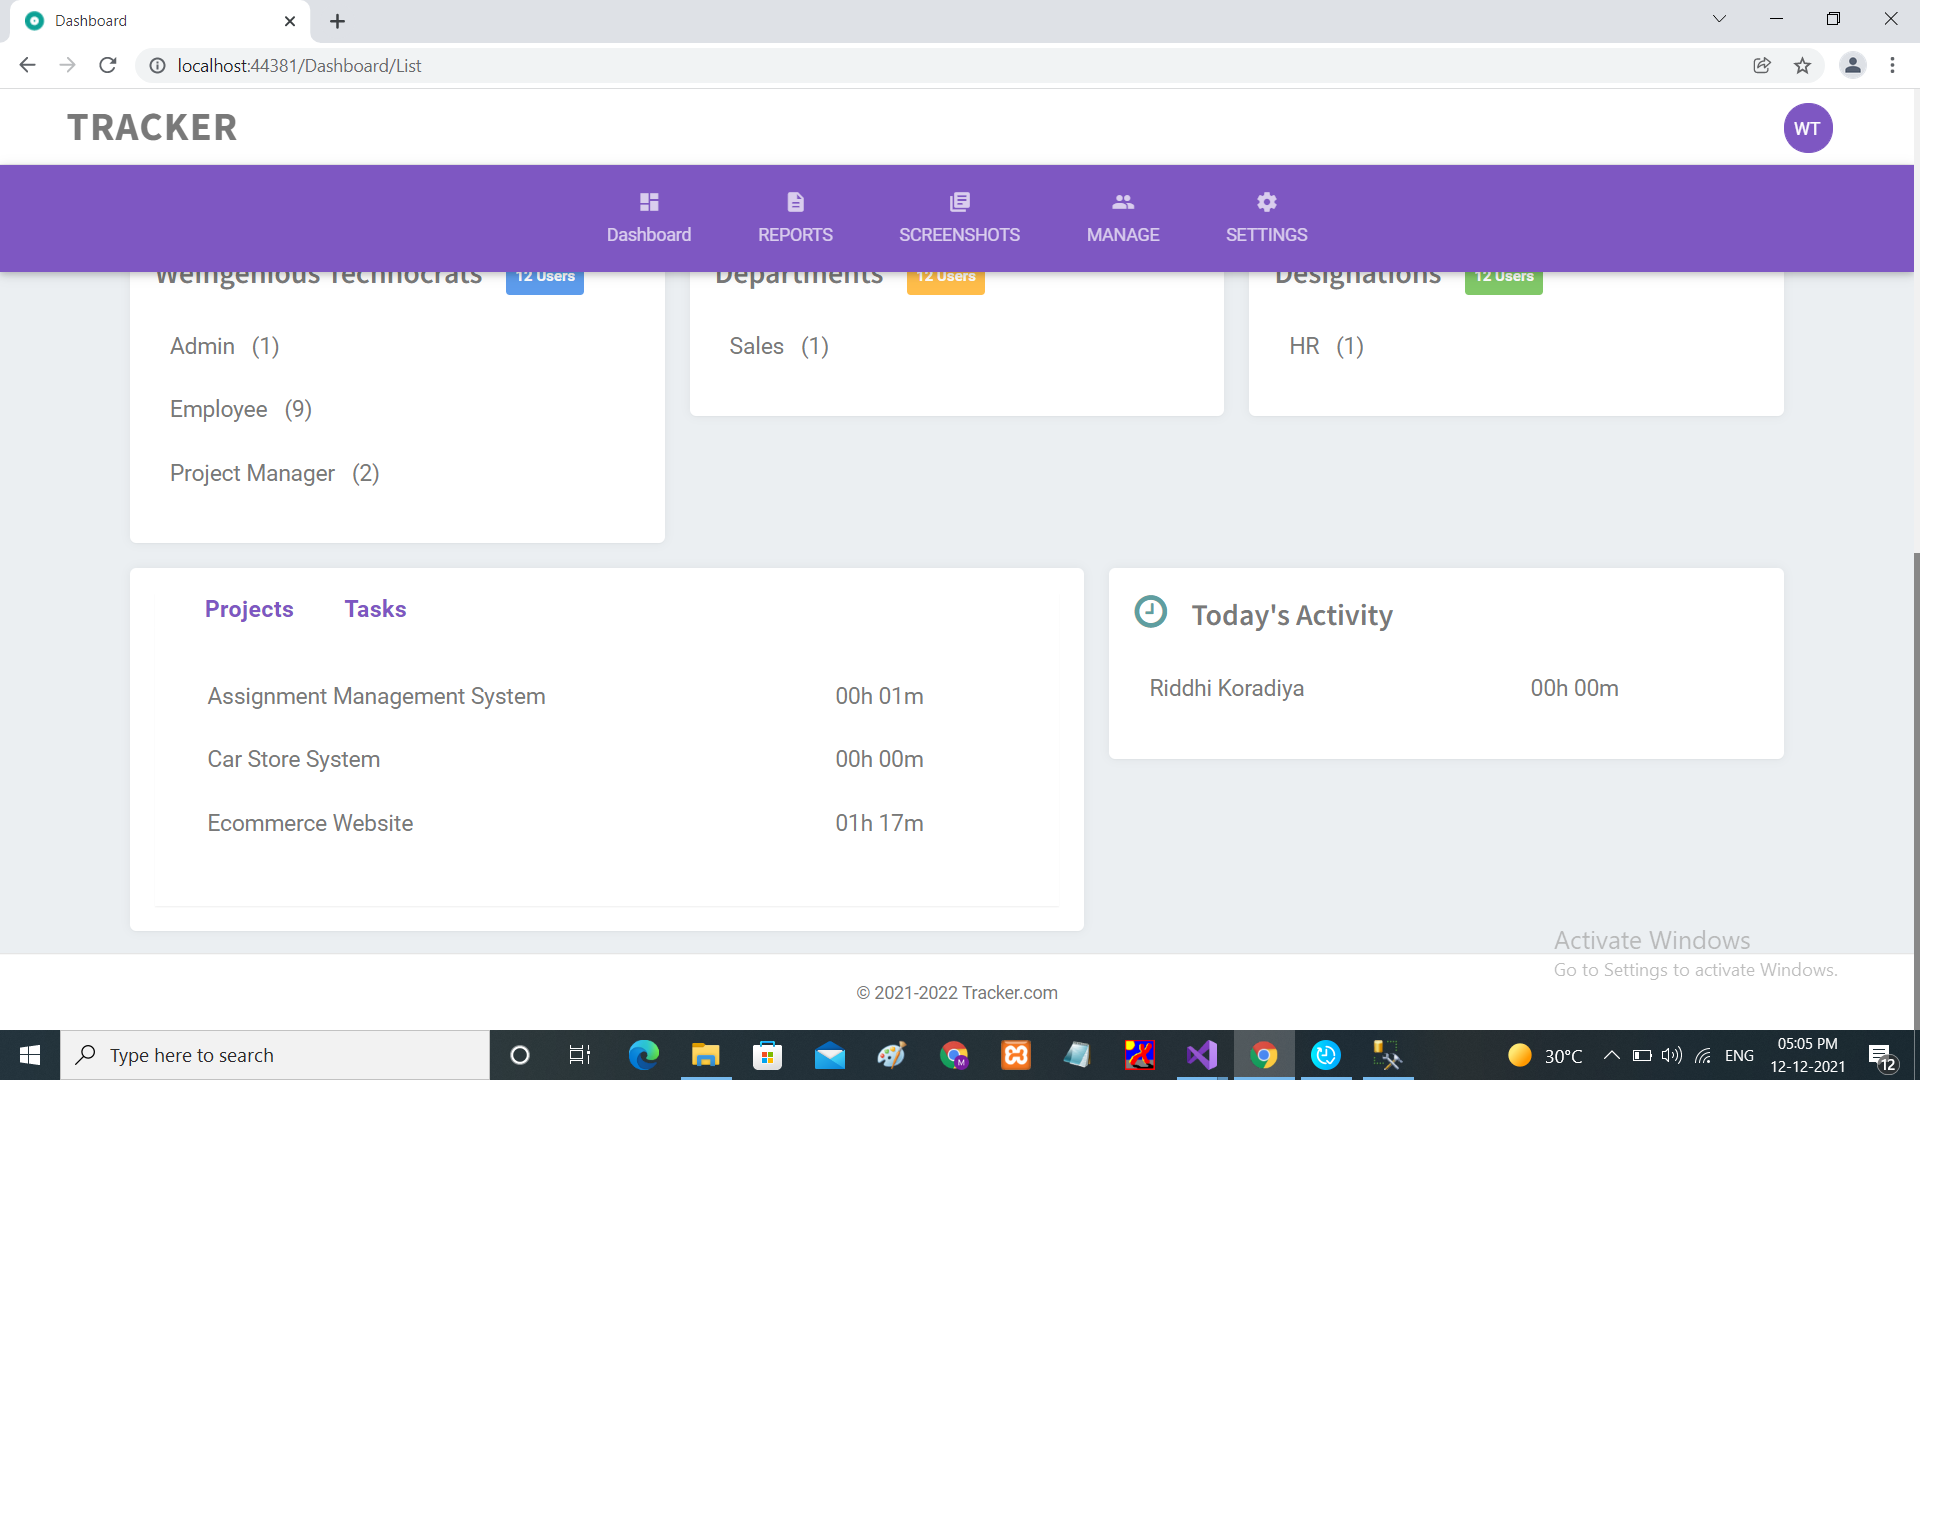 Dashboard
localhost:44381/Dashboard/List
TRACKER
WT
Dashboard
REPORTS
SCREENSHOTS
MANAGE
SETTINGS
Weingenious Technocrats 12 Users
Departments 12 Users
Designations 12 Users
Admin (1)
Sales (1)
HR (1)
Employee (9)
Project Manager (2)
Projects Tasks
Today's Activity
Assignment Management System 00h 01m
Riddhi Koradiya 00h 00m
Car Store System 00h 00m
Ecommerce Website 01h 17m
Activate Windows
Go to Settings to activate Windows.
© 2021-2022 Tracker.com
Type here to search
M
30°C
ENG
05:05 PM
12-12-2021
12